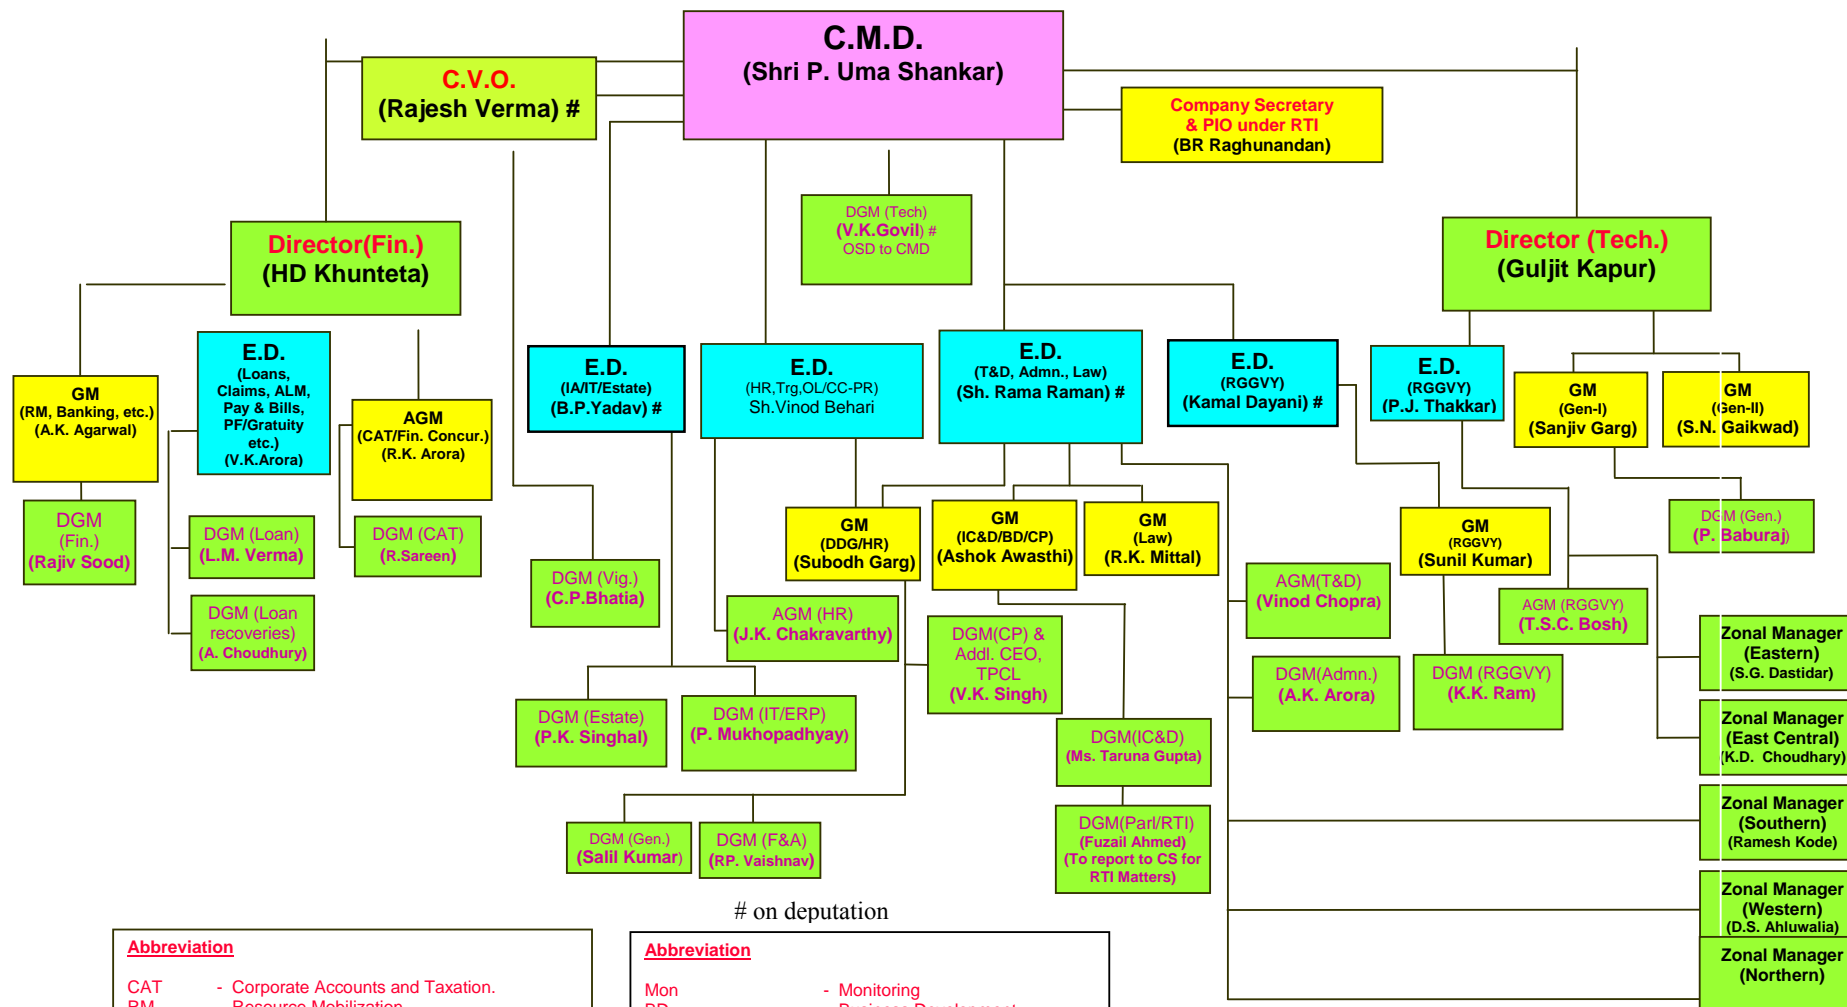 C.M.D.
(Shri P. Uma Shankar)
C.V.O.
(Rajesh Verma) #
Company Secretary
& PIO under RTI
(BR Raghunandan)
DGM (Tech)
(V.K.Govil) #
OSD to CMD
Director(Fin.)
(HD Khunteta)
Director (Tech.)
(Guljit Kapur)
GM
(RM, Banking, etc.)
(A.K. Agarwal)
E.D.
(Loans,
Claims, ALM,
Pay & Bills,
PF/Gratuity
etc.)
(V.K.Arora)
AGM
(CAT/Fin. Concur.)
(R.K. Arora)
E.D.
(IA/IT/Estate)
(B.P.Yadav) #
E.D.
(HR,Trg,OL/CC-PR)
Sh.Vinod Behari
E.D.
(T&D, Admn., Law)
(Sh. Rama Raman) #
E.D.
(RGGVY)
(Kamal Dayani) #
E.D.
(RGGVY)
(P.J. Thakkar)
GM
(Gen-I)
(Sanjiv Garg)
GM
(Gen-II)
(S.N. Gaikwad)
DGM
(Fin.)
(Rajiv Sood)
DGM (Loan)
(L.M. Verma)
DGM (CAT)
(R.Sareen)
DGM (Loan
recoveries)
(A. Choudhury)
DGM (Vig.)
(C.P.Bhatia)
GM
(DDG/HR)
(Subodh Garg)
GM
(IC&D/BD/CP)
(Ashok Awasthi)
GM
(Law)
(R.K. Mittal)
GM
(RGGVY)
(Sunil Kumar)
DGM (Gen.)
(P. Baburaj)
AGM (HR)
(J.K. Chakravarthy)
DGM(CP) &
Addl. CEO,
TPCL
(V.K. Singh)
AGM(T&D)
(Vinod Chopra)
AGM (RGGVY)
(T.S.C. Bosh)
DGM(Admn.)
(A.K. Arora)
DGM (RGGVY)
(K.K. Ram)
Zonal Manager
(Eastern)
(S.G. Dastidar)
DGM (Estate)
(P.K. Singhal)
DGM (IT/ERP)
(P. Mukhopadhyay)
DGM(IC&D)
(Ms. Taruna Gupta)
Zonal Manager
(East Central)
(K.D. Choudhary)
DGM (Gen.)
(Salil Kumar)
DGM (F&A)
(RP. Vaishnav)
DGM(Parl/RTI)
(Fuzail Ahmed)
(To report to CS for
RTI Matters)
Zonal Manager
(Southern)
(Ramesh Kode)
Zonal Manager
(Western)
(D.S. Ahluwalia)
Zonal Manager
(Northern)
# on deputation
Abbreviation
CAT - Corporate Accounts and Taxation.
RM - Resource Mobilization
Abbreviation
Mon - Monitoring
BD - Business Development